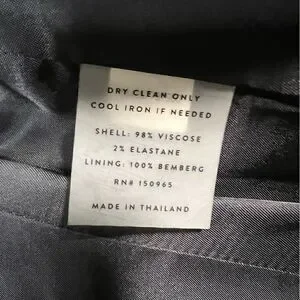 DRY CLEAN ONLY
COOL IRON IF NEEDED
SHELL: 98% VISCOSE
2% ELASTANE
LINING: 100% BEMBERG
RN# 150965
MADE IN THAILAND